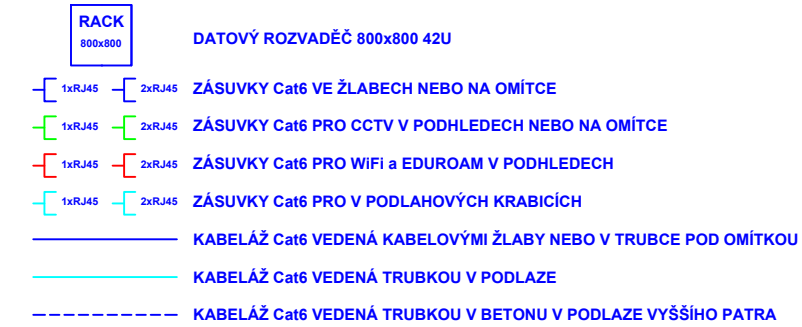 RACK
800x800
DATOVÝ ROZVADĚČ 800x800 42U
1xRJ45 2xRJ45 ZÁSUVKY Cat6 VE ŽLABECH NEBO NA OMÍTCE
1xRJ45 2xRJ45 ZÁSUVKY Cat6 PRO CCTV V PODHLEDECH NEBO NA OMÍTCE
1xRJ45 2xRJ45 ZÁSUVKY Cat6 PRO WiFi a EDUROAM V PODHLEDECH
1xRJ45 2xRJ45 ZÁSUVKY Cat6 PRO V PODLAHOVÝCH KRABICÍCH
KABELÁŽ Cat6 VEDENÁ KABELOVÝMI ŽLABY NEBO V TRUBCE POD OMÍTKOU
KABELÁŽ Cat6 VEDENÁ TRUBKOU V PODLAZE
KABELÁŽ Cat6 VEDENÁ TRUBKOU V BETONU V PODLAZE VYŠŠÍHO PATRA